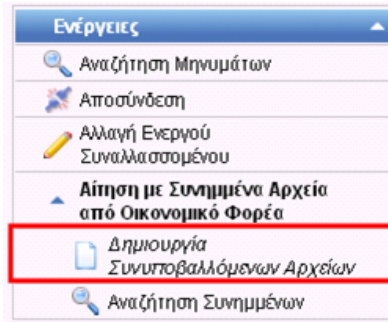 Ενέργειες
Αναζήτηση Μηνυμάτων
Αποσύνδεση
Αλλαγή Ενεργού
Συναλλασσομένου
Αίτηση με Συνημμένα Αρχεία
από Οικονομικό Φορέα
Δημιουργία
Συνυποβαλλόμενων Αρχείων
Αναζήτηση Συνημμένων